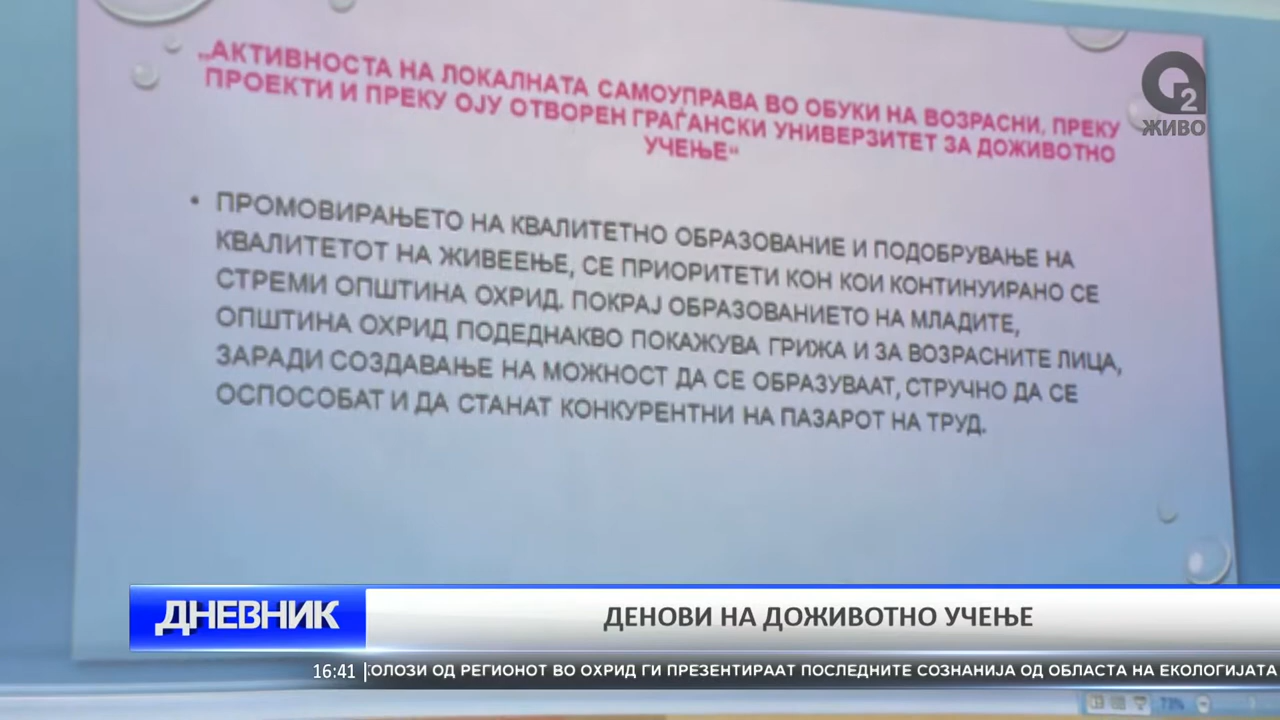 „АКТИВНОСТА НА ЛОКАЛНАТА САМОУПРАВА ВО ОБУКИ НА ВОЗРАСНИ, ПРЕКУ
ПРОЕКТИ И ПРЕКУ ОЈУ ОТВОРЕН ГРАЃАНСКИ УНИВЕРЗИТЕТ ЗА ДОЖИВОТНО
УЧЕЊЕ“
2
ЖИВО
• ПРОМОВИРАЊЕТО НА КВАЛИТЕТНО ОБРАЗОВАНИЕ И ПОДОБРУВАЊЕ НА
КВАЛИТЕТОТ НА ЖИВЕЕЊЕ, СЕ ПРИОРИТЕТИ КОН КОИ КОНТИНУИРАНО СЕ
СТРЕМИ ОПШТИНА ОХРИД. ПОКРАЈ ОБРАЗОВАНИЕТО НА МЛАДИТЕ,
ОПШТИНА ОХРИД ПОДЕДНАКВО ПОКАЖУВА ГРИЖА И ЗА ВОЗРАСНИТЕ ЛИЦА,
ЗАРАДИ СОЗДАВАЊЕ НА МОЖНОСТ ДА СЕ ОБРАЗУВААТ, СТРУЧНО ДА СЕ
ОСПОСОБАТ И ДА СТАНАТ КОНКУРЕНТНИ НА ПАЗАРОТ НА ТРУД.
ДНЕВНИК
ДЕНОВИ НА ДОЖИВОТНО УЧЕЊЕ
16:41 ОЛОЗИ ОД РЕГИОНОТ ВО ОХРИД ГИ ПРЕЗЕНТИРААТ ПОСЛЕДНИТЕ СОЗНАНИЈА ОД ОБЛАСТА НА ЕКОЛОГИЈАТА
73%